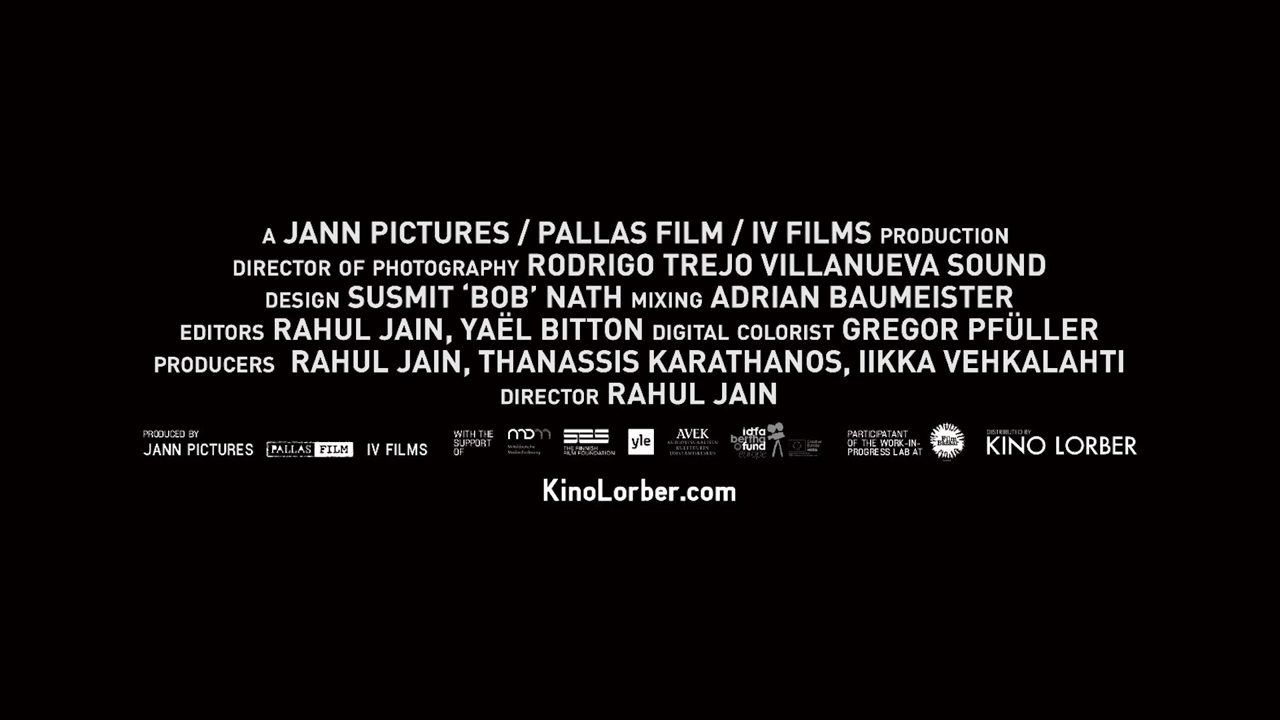 A JANN PICTURES / PALLAS FILM / IV FILMS PRODUCTION
DIRECTOR OF PHOTOGRAPHY RODRIGO TREJO VILLANUEVA SOUND
DESIGN SUSMIT ‘BOB’ NATH MIXING ADRIAN BAUMEISTER
EDITORS RAHUL JAIN, YAËL BITTON DIGITAL COLORIST GREGOR PFÜLLER
PRODUCERS RAHUL JAIN, THANASSIS KARATHANOS, IIKKA VEHKALAHTI
DIRECTOR RAHUL JAIN
PRODUCED BY
JANN PICTURES PALLAS FILM IV FILMS
WITH THE
SUPPORT
OF
THE FINNISH
FILM FOUNDATION
yle
AVEK
idfa
bertha
fund
europe
PARTICIPATANT
OF THE WORK-IN-
PROGRESS LAB AT
DISTRIBUTED BY
KINO LORBER
KinoLorber.com